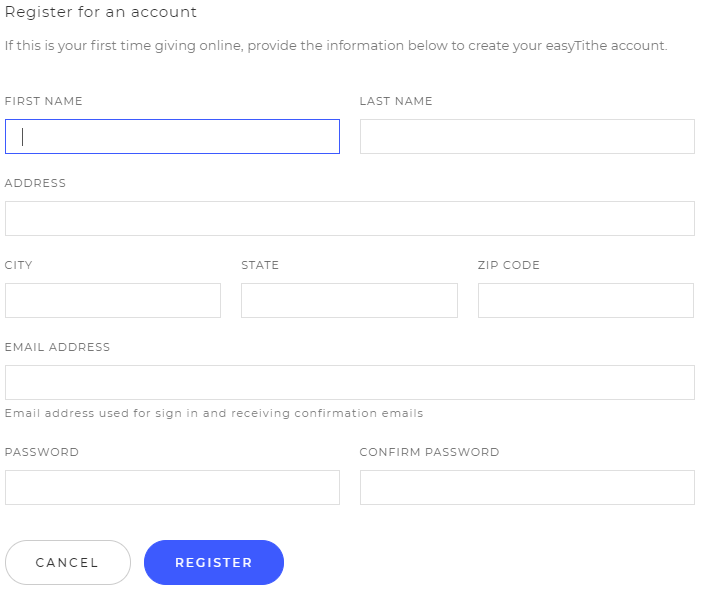 Register for an account
If this is your first time giving online, provide the information below to create your easyTithe account.
FIRST NAME LAST NAME
ADDRESS
CITY STATE ZIP CODE
EMAIL ADDRESS
Email address used for sign in and receiving confirmation emails
PASSWORD CONFIRM PASSWORD
CANCEL REGISTER